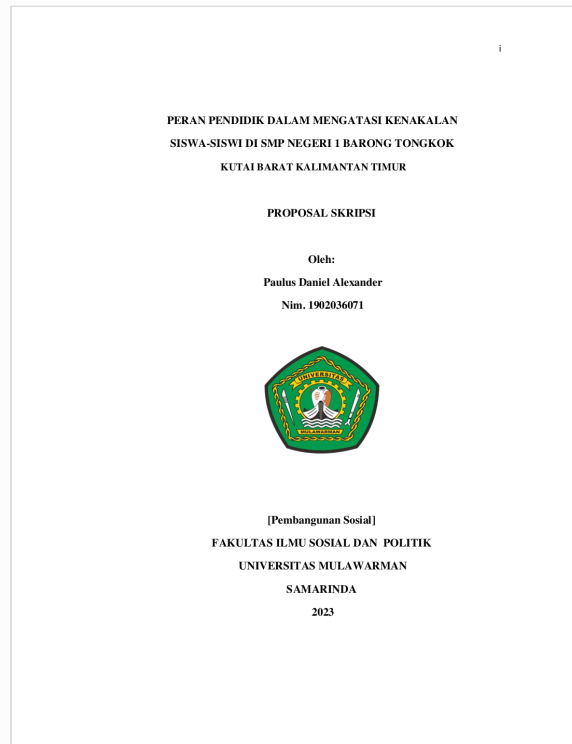 i
PERAN PENDIDIK DALAM MENGATASI KENAKALAN
SISWA-SISWI DI SMP NEGERI 1 BARONG TONGKOK
KUTAI BARAT KALIMANTAN TIMUR
PROPOSAL SKRIPSI
Oleh:
Paulus Daniel Alexander
Nim. 1902036071
UNIVERSITAS
MULAWARMAN
[Pembangunan Sosial]
FAKULTAS ILMU SOSIAL DAN  POLITIK
UNIVERSITAS MULAWARMAN
SAMARINDA
2023